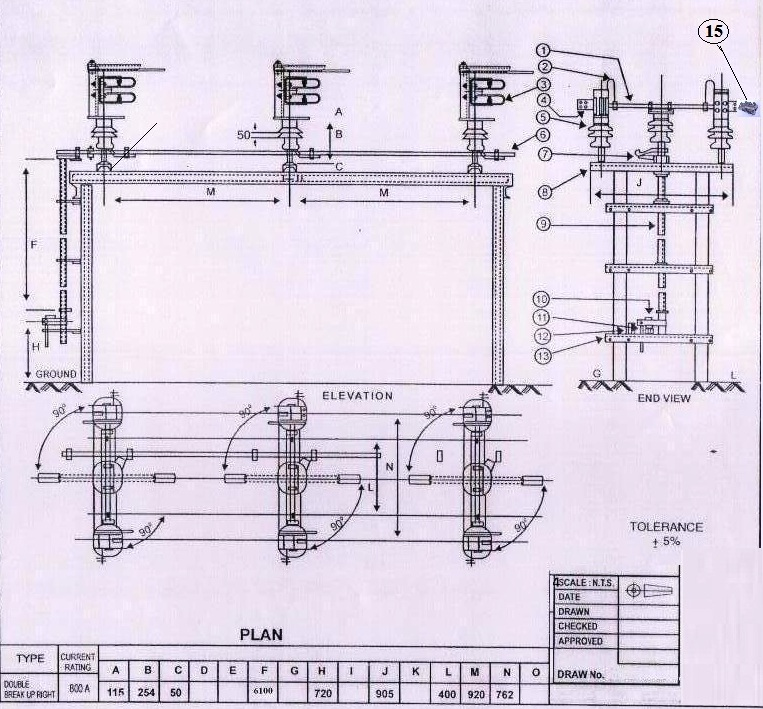 15
1
2
3
4
5
6
7
8
9
10
11
12
13
A
50
B
C
M
M
F
H
GROUND
J
G
L
ELEVATION
END VIEW
90°
90°
90°
N
L
90°
90°
90°
TOLERANCE
± 5%
SCALE : N.T.S.
DATE
DRAWN
CHECKED
APPROVED
DRAW No.
PLAN
TYPE CURRENT RATING A B C D E F G H I J K L M N O
DOUBLE BREAK UP RIGHT 800 A 115 254 50 6100 720 905 400 920 762